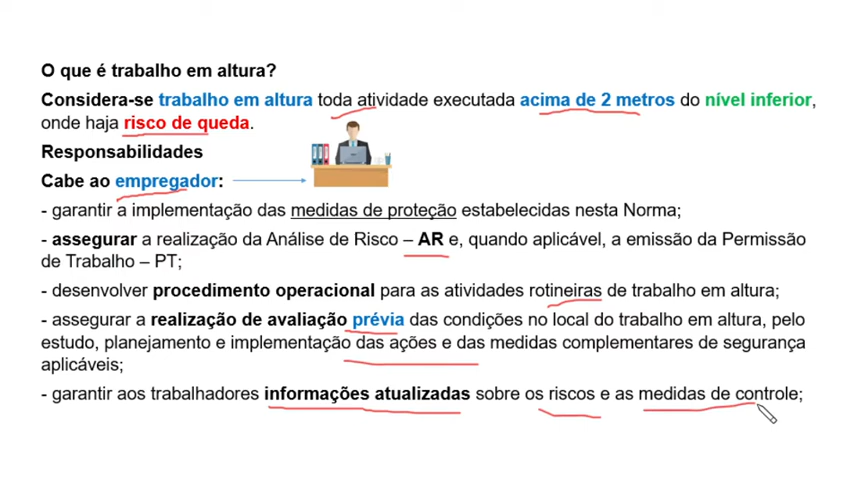 O que é trabalho em altura?
Considera-se trabalho em altura toda atividade executada acima de 2 metros do nível inferior,
onde haja risco de queda.
Responsabilidades
Cabe ao empregador:
- garantir a implementação das medidas de proteção estabelecidas nesta Norma;
- assegurar a realização da Análise de Risco – AR e, quando aplicável, a emissão da Permissão
de Trabalho – PT;
- desenvolver procedimento operacional para as atividades rotineiras de trabalho em altura;
- assegurar a realização de avaliação prévia das condições no local do trabalho em altura, pelo
estudo, planejamento e implementação das ações e das medidas complementares de segurança
aplicáveis;
- garantir aos trabalhadores informações atualizadas sobre os riscos e as medidas de controle;